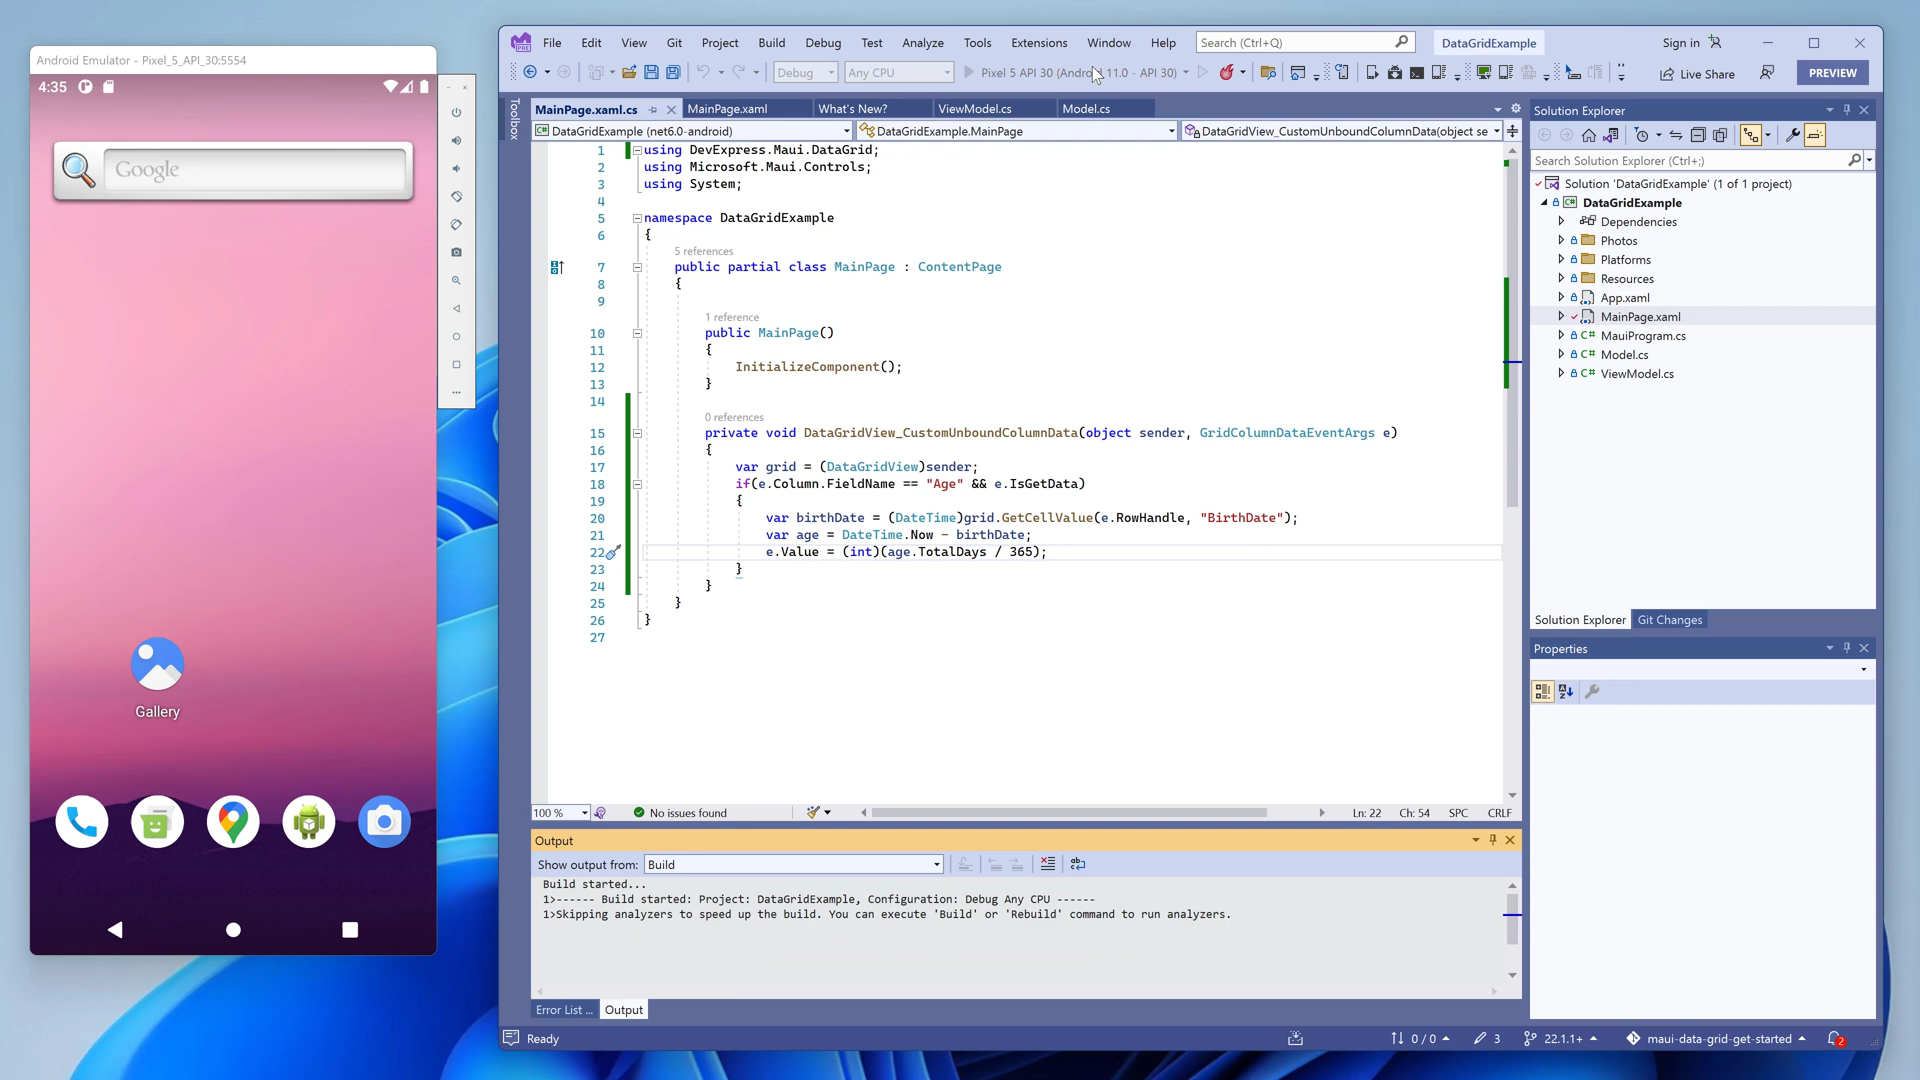 Android Emulator - Pixel_5_API_30:5554
4:35
Google
Gallery
File Edit View Git Project Build Debug Test Analyze Tools Extensions Window Help
Search (Ctrl+Q)
DataGridExample
Sign in
Debug
Any CPU
Pixel 5 API 30 (Andro 11.0 - API 30)
Live Share
PREVIEW
Toolbox
MainPage.xaml.cs
MainPage.xaml
What's New?
ViewModel.cs
Model.cs
DataGridExample (net6.0-android)
DataGridExample.MainPage
DataGridView_CustomUnboundColumnData(object se
1 using DevExpress.Maui.DataGrid;
2 using Microsoft.Maui.Controls;
3 using System;
4
5 namespace DataGridExample
6 {
5 references
7 public partial class MainPage : ContentPage
8 {
9
1 reference
10 public MainPage()
11 {
12 InitializeComponent();
13 }
14
0 references
15 private void DataGridView_CustomUnboundColumnData(object sender, GridColumnDataEventArgs e)
16 {
17 var grid = (DataGridView)sender;
18 if(e.Column.FieldName == "Age" && e.IsGetData)
19 {
20 var birthDate = (DateTime)grid.GetCellValue(e.RowHandle, "BirthDate");
21 var age = DateTime.Now - birthDate;
22 e.Value = (int)(age.TotalDays / 365);
23 }
24 }
25 }
26 }
27
100 %
No issues found
Ln: 22 Ch: 54 SPC CRLF
Output
Show output from: Build
Build started...
1>------ Build started: Project: DataGridExample, Configuration: Debug Any CPU ------
1>Skipping analyzers to speed up the build. You can execute 'Build' or 'Rebuild' command to run analyzers.
Error List ...
Output
Solution Explorer
Search Solution Explorer (Ctrl+;)
Solution 'DataGridExample' (1 of 1 project)
DataGridExample
Dependencies
Photos
Platforms
Resources
App.xaml
MainPage.xaml
C# MauiProgram.cs
C# Model.cs
C# ViewModel.cs
Solution Explorer
Git Changes
Properties
Ready
0 / 0
3
22.1.1+
maui-data-grid-get-started
2